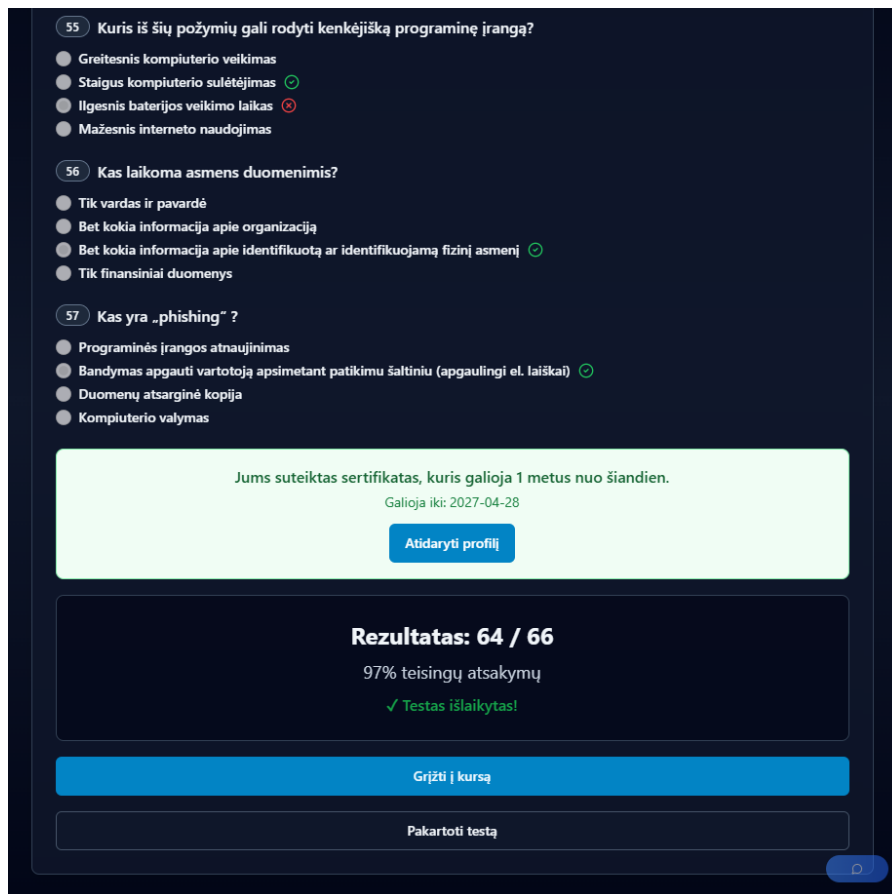 55 Kuris iš šių požymių gali rodyti kenkėjišką programinę įrangą?
Greitesnis kompiuterio veikimas
Staigus kompiuterio sulėtėjimas
Ilgesnis baterijos veikimo laikas
Mažesnis interneto naudojimas
56 Kas laikoma asmens duomenimis?
Tik vardas ir pavardė
Bet kokia informacija apie organizaciją
Bet kokia informacija apie identifikuotą ar identifikuojamą fizinį asmenį
Tik finansiniai duomenys
57 Kas yra „phishing“ ?
Programinės įrangos atnaujinimas
Bandymas apgauti vartotoją apsimetant patikimu šaltiniu (apgaulingi el. laiškai)
Duomenų atsarginė kopija
Kompiuterio valymas
Jums suteiktas sertifikatas, kuris galioja 1 metus nuo šiandien.
Galioja iki: 2027-04-28
Atidaryti profilį
Rezultatas: 64 / 66
97% teisingų atsakymų
✓ Testas išlaikytas!
Grįžti į kursą
Pakartoti testą